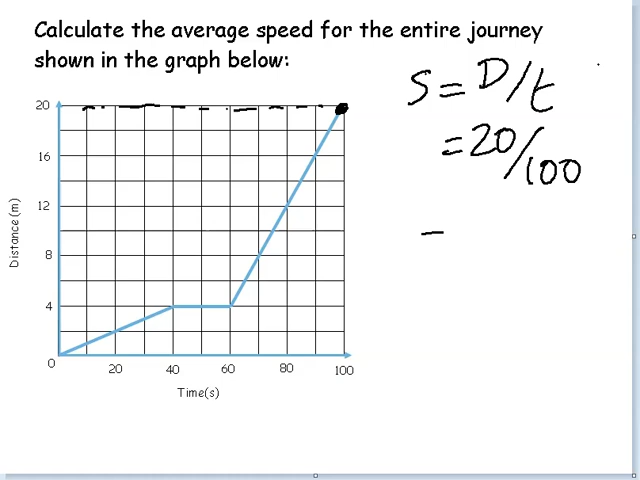 Calculate the average speed for the entire journey
shown in the graph below:
S = D/t
= 20/100
=
20
16
12
8
4
0
20 40 60 80 100
Distance (m)
Time(s)